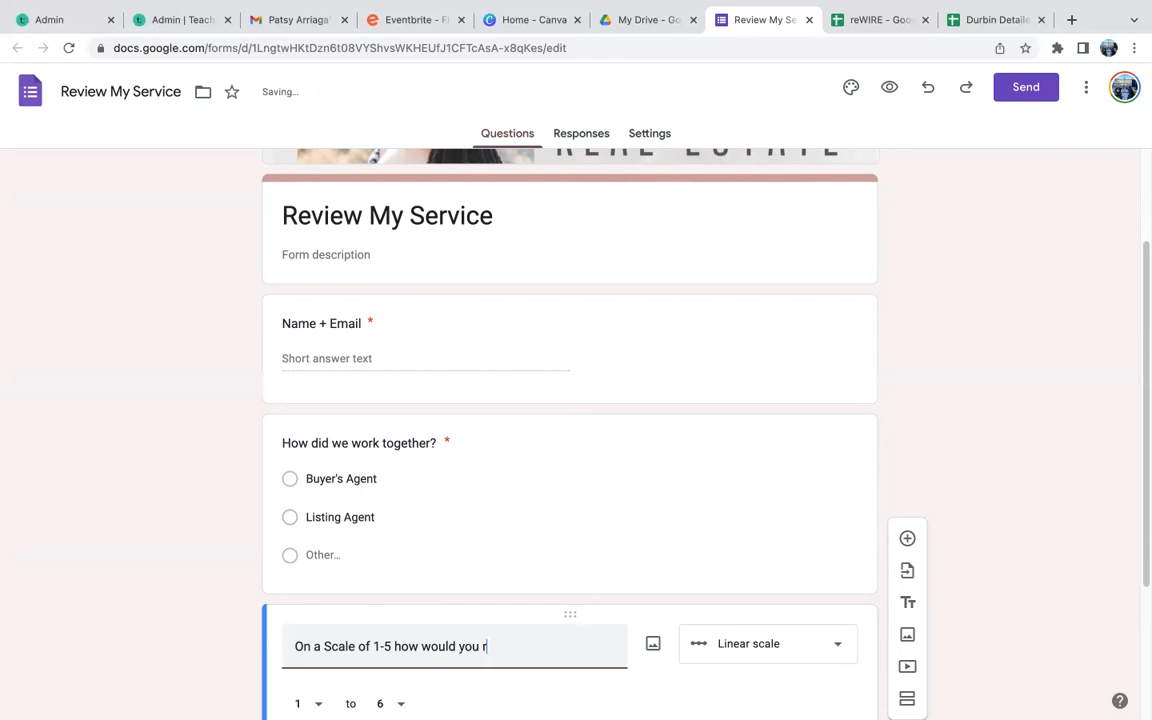 Admin
Admin | Teach
Patsy Arriaga
Eventbrite - Fi
Home - Canva
My Drive - Go
Review My Se
reWIRE - Goo
Durbin Detaile
docs.google.com/forms/d/1LngtwHKtDzn6t08VYShvsWKHEUfJ1CFTcAsA-x8qKes/edit
Review My Service
Saving...
Send
Questions
Responses
Settings
REAL ESTATE
Review My Service
Form description
Name + Email *
Short answer text
How did we work together? *
Buyer's Agent
Listing Agent
Other...
On a Scale of 1-5 how would you r
Linear scale
1 to 6